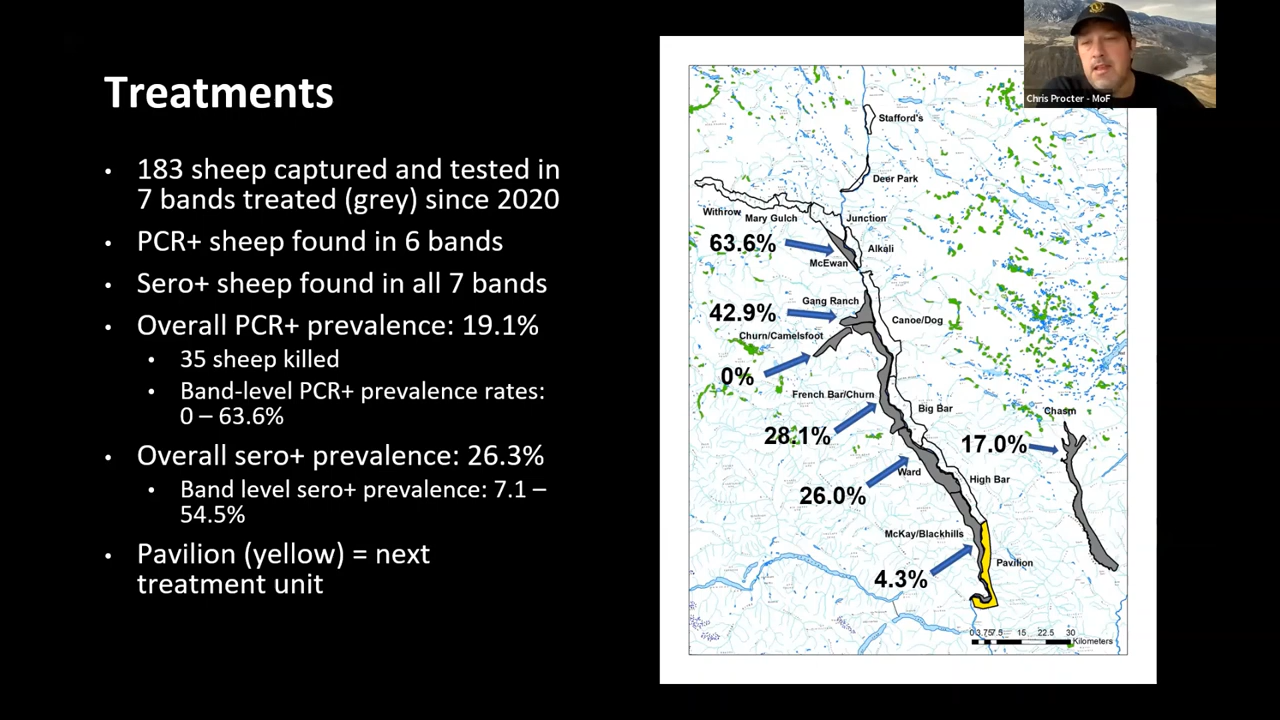 Treatments
• 183 sheep captured and tested in
7 bands treated (grey) since 2020
• PCR+ sheep found in 6 bands
• Sero+ sheep found in all 7 bands
• Overall PCR+ prevalence: 19.1%
• 35 sheep killed
• Band-level PCR+ prevalence rates:
0 – 63.6%
• Overall sero+ prevalence: 26.3%
• Band level sero+ prevalence: 7.1 –
54.5%
• Pavilion (yellow) = next
treatment unit
Chris Procter - MoF
Stafford's
Deer Park
Withrow
Mary Gulch
Junction
63.6%
Alkali
McEwan
Gang Ranch
42.9%
Canoe/Dog
Churn/Camelsfoot
0%
French Bar/Churn
Big Bar
Chasm
28.1%
17.0%
Ward
High Bar
26.0%
McKay/Blackhills
Pavilion
4.3%
0 3.75 7.5 15 22.5 30
Kilometers